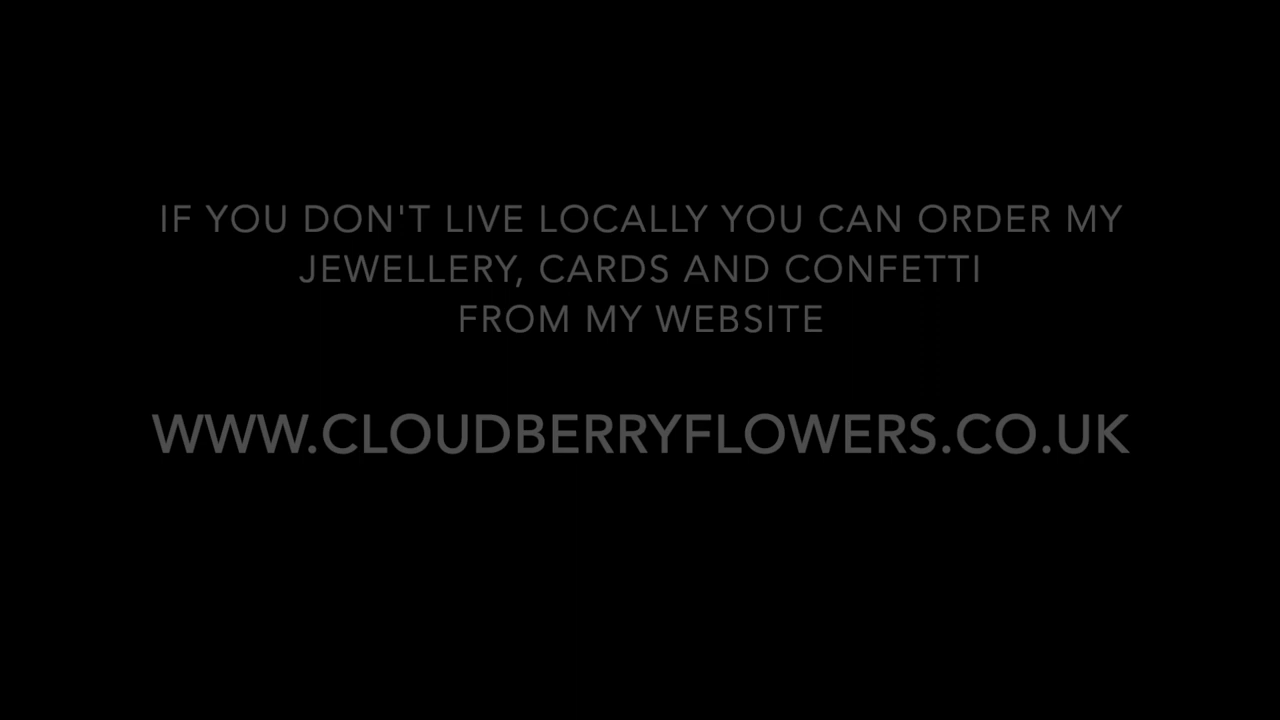 IF YOU DON'T LIVE LOCALLY YOU CAN ORDER MY
JEWELLERY, CARDS AND CONFETTI
FROM MY WEBSITE
WWW.CLOUDBERRYFLOWERS.CO.UK